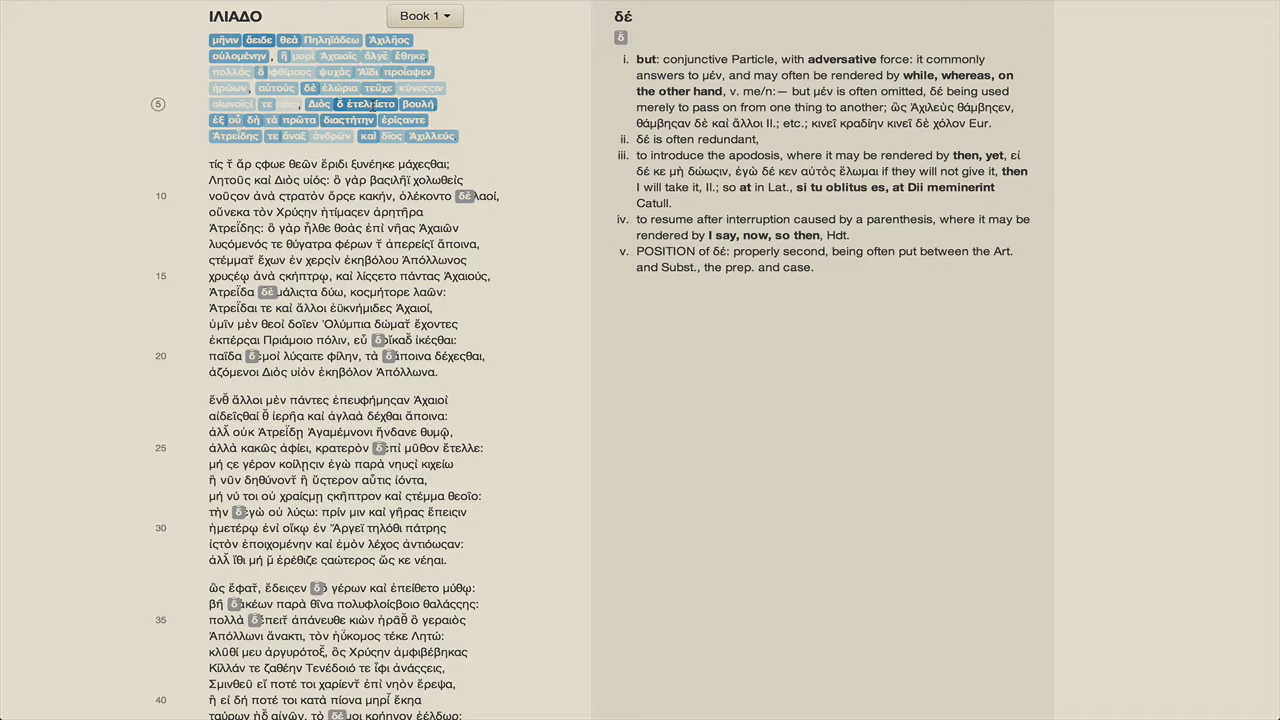 ΙΛΙΑΔΟ
Book 1
μῆνιν ἄειδε θεὰ Πηληϊάδεω Ἀχιλῆος
οὐλομένην, ἣ μυρί Ἀχαιοῖς ἄλγε ἔθηκε
πολλὰς δ ἰφθίμους ψυχὰς Ἄϊδι προΐαψεν
ἡρώων, αὐτοὺς δὲ ἑλώρια τεῦχε κύνεσσιν
5 οἰωνοῖσί τε πᾶσι, Διὸς δ ἐτελείετο βουλή
ἐξ οὗ δὴ τὰ πρῶτα διαστήτην ἐρίσαντε
Ἀτρεΐδης τε ἄναξ ἀνδρῶν καὶ δῖος Ἀχιλλεύς.
τίς τ̓ ἄρ σφωε θεῶν ἔριδι ξυνέηκε μάχεσθαι;
Λητοῦς καὶ Διὸς υἱός: ὃ γὰρ βασιλῆϊ χολωθεὶς
10 νοῦσον ἀνὰ στρατὸν ὄρσε κακήν, ὀλέκοντο δὲ λαοί,
οὕνεκα τὸν Χρύσην ἠτίμασεν ἀρητῆρα
Ἀτρεΐδης: ὃ γὰρ ἦλθε θοὰς ἐπὶ νῆας Ἀχαιῶν
λυσόμενός τε θύγατρα φέρων τ̓ ἀπερείσἰ ἄποινα,
στέμματ̓ ἔχων ἐν χερσὶν ἑκηβόλου Ἀπόλλωνος
15 χρυσέῳ ἀνὰ σκήπτρῳ, καὶ λίσσετο πάντας Ἀχαιούς,
Ἀτρεΐδα δὲ μάλιστα δύω, κοσμήτορε λαῶν:
Ἀτρεΐδαι τε καὶ ἄλλοι ἐϋκνήμιδες Ἀχαιοί,
ὑμῖν μὲν θεοὶ δοῖεν Ὀλύμπια δώματ̓ ἔχοντες
ἐκπέρσαι Πριάμοιο πόλιν, εὖ δ̓ οἴκαδ̓ ἱκέσθαι:
20 παῖδα δ̓ ἐμοὶ λύσαιτε φίλην, τὰ δ̓ ἄποινα δέχεσθαι,
ἁζόμενοι Διὸς υἱὸν ἑκηβόλον Ἀπόλλωνα.
ἔνθ̓ ἄλλοι μὲν πάντες ἐπευφήμησαν Ἀχαιοὶ
αἰδεῖσθαί θ̓ ἱερῆα καὶ ἀγλαὰ δέχθαι ἄποινα:
ἀλλ̓ οὐκ Ἀτρεΐδῃ Ἀγαμέμνονι ἥνδανε θυμῷ,
25 ἀλλὰ κακῶς ἀφίει, κρατερὸν δ̓ ἐπὶ μῦθον ἔτελλε:
μή σε γέρον κοίλῃσιν ἐγὼ παρὰ νηυσὶ κιχείω
ἢ νῦν δηθύνοντ̓ ἢ ὕστερον αὖτις ἰόντα,
μή νύ τοι οὐ χραίσμῃ σκῆπτρον καὶ στέμμα θεοῖο:
τὴν δ̓ ἐγὼ οὐ λύσω: πρίν μιν καὶ γῆρας ἔπεισιν
30 ἡμετέρῳ ἐνὶ οἴκῳ ἐν Ἄργεϊ τηλόθι πάτρης
ἱστὸν ἐποιχομένην καὶ ἐμὸν λέχος ἀντιόωσαν:
ἀλλ̓ ἴθι μή μ̓ ἐρέθιζε σαώτερος ὥς κε νέηαι.
ὣς ἔφατ̓, ἔδεισεν δ̓ ὃ γέρων καὶ ἐπείθετο μύθῳ:
βῆ δ̓ ἀκέων παρὰ θῖνα πολυφλοίσβοιο θαλάσσης:
35 πολλὰ δ̓ ἔπειτ̓ ἀπάνευθε κιὼν ἠρᾶθ̓ ὃ γεραιὸς
Ἀπόλλωνι ἄνακτι, τὸν ἠΰκομος τέκε Λητώ:
κλῦθί μευ ἀργυρότοξ̓, ὃς Χρύσην ἀμφιβέβηκας
Κίλλάν τε ζαθέην Τενέδοιό τε ἶφι ἀνάσσεις,
Σμινθεῦ εἴ ποτέ τοι χαρίεντ̓ ἐπὶ νηὸν ἔρεψα,
40 ἢ εἰ δή ποτέ τοι κατὰ πίονα μηρί̓ ἔκηα
ταύρων ἠδ̓ αἰγῶν, τὸ δέ μοι κρήηνον ἐέλδωρ:
δέ
δ̓
i. but: conjunctive Particle, with adversative force: it commonly
answers to μέν, and may often be rendered by while, whereas, on
the other hand, v. me/n:— but μέν is often omitted, δέ being used
merely to pass on from one thing to another; ὣς Ἀχιλεὺς θάμβησεν,
θάμβησαν δὲ καὶ ἄλλοι Il.; etc.; κινεῖ κραδίην κινεῖ δὲ χόλον Eur.
ii. δέ is often redundant,
iii. to introduce the apodosis, where it may be rendered by then, yet, εἰ
δέ κε μὴ δώωσιν, ἐγὼ δέ κεν αὐτὸς ἕλωμαι if they will not give it, then
I will take it, Il.; so at in Lat., si tu oblitus es, at Dii meminerint
Catull.
iv. to resume after interruption caused by a parenthesis, where it may be
rendered by I say, now, so then, Hdt.
v. POSITION of δέ: properly second, being often put between the Art.
and Subst., the prep. and case.